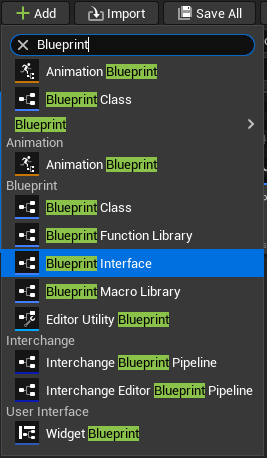 Add Import Save All
Blueprint
Animation Blueprint
Blueprint Class
Blueprint
Animation
Animation Blueprint
Blueprint
Blueprint Class
Blueprint Function Library
Blueprint Interface
Blueprint Macro Library
Editor Utility Blueprint
Interchange
Interchange Blueprint Pipeline
Interchange Editor Blueprint Pipeline
User Interface
Widget Blueprint